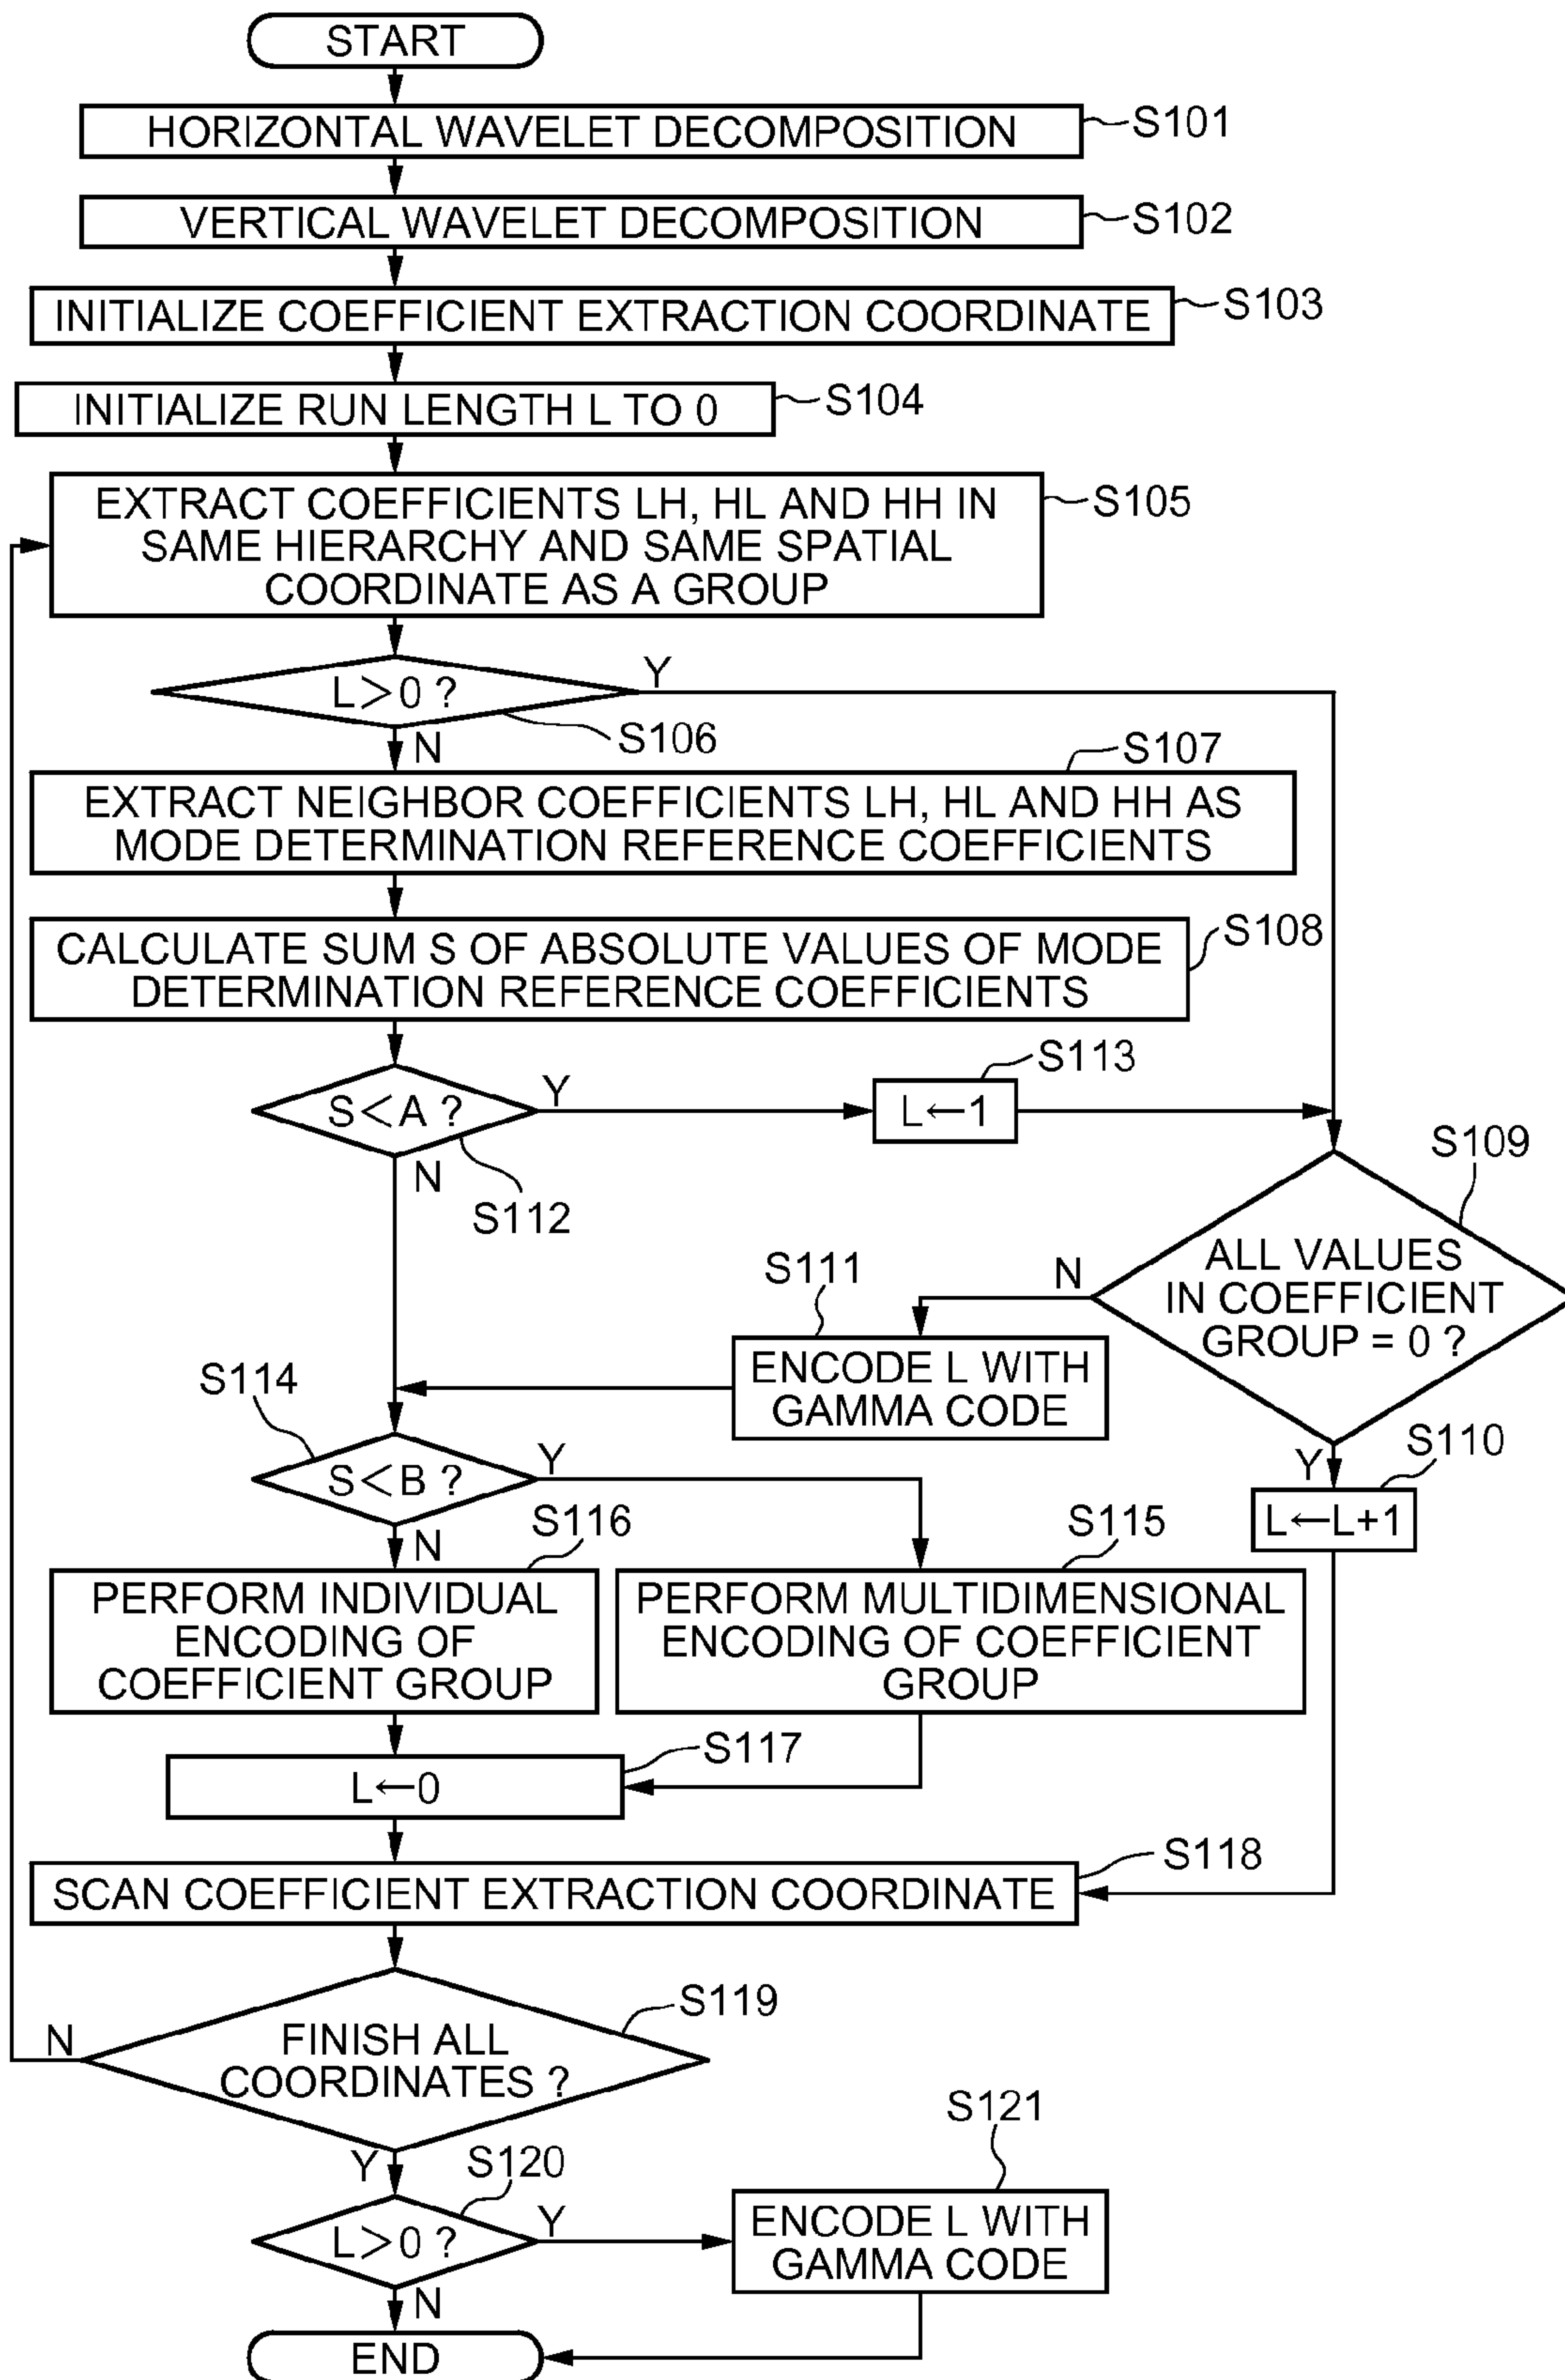 START
HORIZONTAL WAVELET DECOMPOSITION
S101
VERTICAL WAVELET DECOMPOSITION
S102
INITIALIZE COEFFICIENT EXTRACTION COORDINATE
S103
INITIALIZE RUN LENGTH L TO 0
S104
EXTRACT COEFFICIENTS LH, HL AND HH IN
SAME HIERARCHY AND SAME SPATIAL
COORDINATE AS A GROUP
S105
L>0 ?
Y
N
S106
EXTRACT NEIGHBOR COEFFICIENTS LH, HL AND HH AS
MODE DETERMINATION REFERENCE COEFFICIENTS
S107
CALCULATE SUM S OF ABSOLUTE VALUES OF MODE
DETERMINATION REFERENCE COEFFICIENTS
S108
S<A ?
Y
N
S112
L←1
S113
S109
ALL VALUES
IN COEFFICIENT
GROUP = 0 ?
N
Y
S111
ENCODE L WITH
GAMMA CODE
S110
L←L+1
S114
S<B ?
Y
N
S116
PERFORM INDIVIDUAL
ENCODING OF
COEFFICIENT GROUP
S115
PERFORM MULTIDIMENSIONAL
ENCODING OF COEFFICIENT
GROUP
L←0
S117
SCAN COEFFICIENT EXTRACTION COORDINATE
S118
FINISH ALL
COORDINATES ?
S119
N
Y
L>0 ?
S120
Y
N
S121
ENCODE L WITH
GAMMA CODE
END